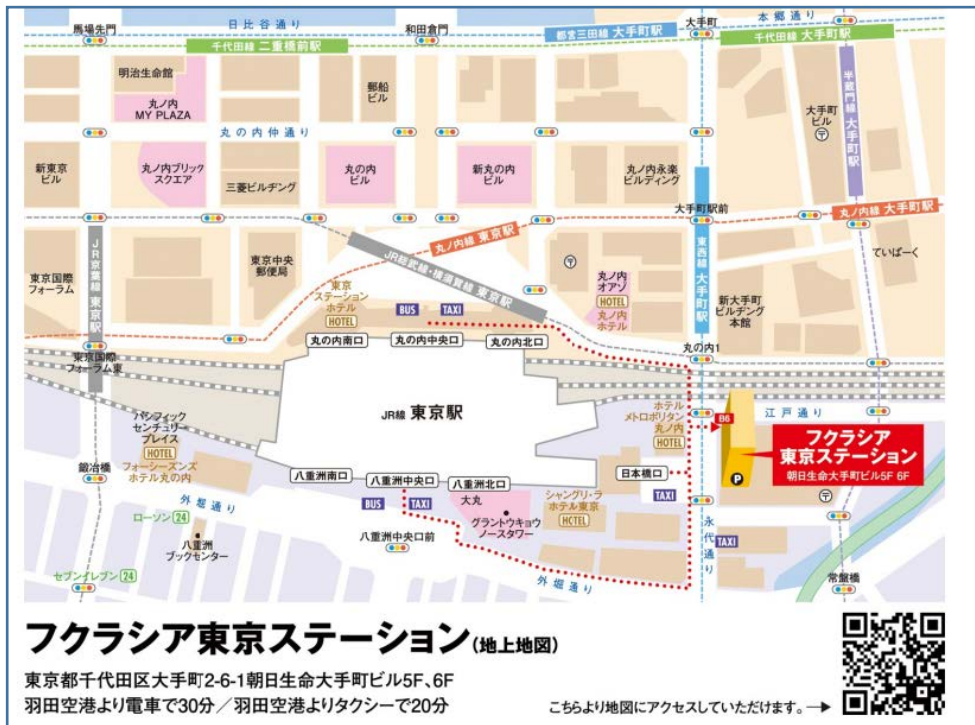 日比谷通り
馬場先門
和田倉門
大手町
本郷通り
千代田線 二重橋前駅
都営三田線 大手町駅
千代田線 大手町駅
明治生命館
丸ノ内
MY PLAZA
郵船
ビル
大手町
ビル
半蔵門線 大手町駅
丸の内仲通り
新東京
ビル
丸ノ内ブリック
スクエア
三菱ビルヂング
丸の内
ビル
新丸の内
ビル
丸ノ内永楽
ビルディング
大手町駅前
丸ノ内線 大手町駅
丸ノ内線 東京駅
JR京葉線 東京駅
JR総武線・横須賀線 東京駅
東西線 大手町駅
ていぱーく
東京国際
フォーラム
東京中央
郵便局
東京
ステーション
ホテル
HOTEL
BUS
TAXI
丸ノ内
オアゾ
HOTEL
丸ノ内
ホテル
新大手町
ビルヂング
本館
丸の内南口
丸の内中央口
丸の内北口
丸の内1
東京国際
フォーラム東
JR線 東京駅
パシフィック
センチュリー
プレイス
HOTEL
フォーシーズンズ
ホテル丸の内
ホテル
メトロポリタン
丸ノ内
HOTEL
B6
江戸通り
フクラシア
東京ステーション
朝日生命大手町ビル5F 6F
P
鍛冶橋
八重洲南口
八重洲中央口
八重洲北口
日本橋口
BUS
TAXI
大丸
シャングリ・ラ
ホテル東京
HOTEL
TAXI
外堀通り
ローソン 24
グラントウキョウ
ノースタワー
八重洲
ブックセンター
八重洲中央口前
永代通り
TAXI
セブンイレブン 24
外堀通り
常盤橋
フクラシア東京ステーション(地上地図)
東京都千代田区大手町2-6-1朝日生命大手町ビル5F、6F
羽田空港より電車で30分／羽田空港よりタクシーで20分
こちらより地図にアクセスしていただけます。→